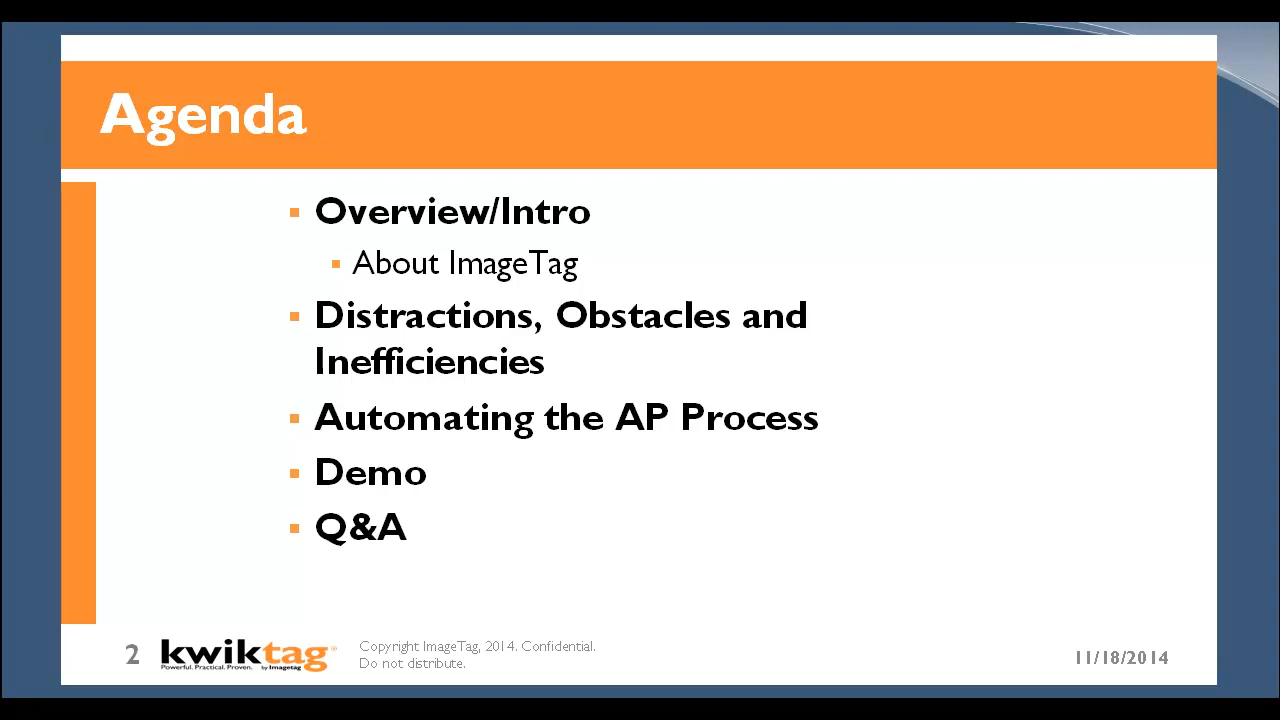 Agenda
Overview/Intro
About ImageTag
Distractions, Obstacles and
Inefficiencies
Automating the AP Process
Demo
Q&A
2
kwiktag
Powerful. Practical. Proven. by Imagetag
Copyright ImageTag, 2014. Confidential.
Do not distribute.
11/18/2014